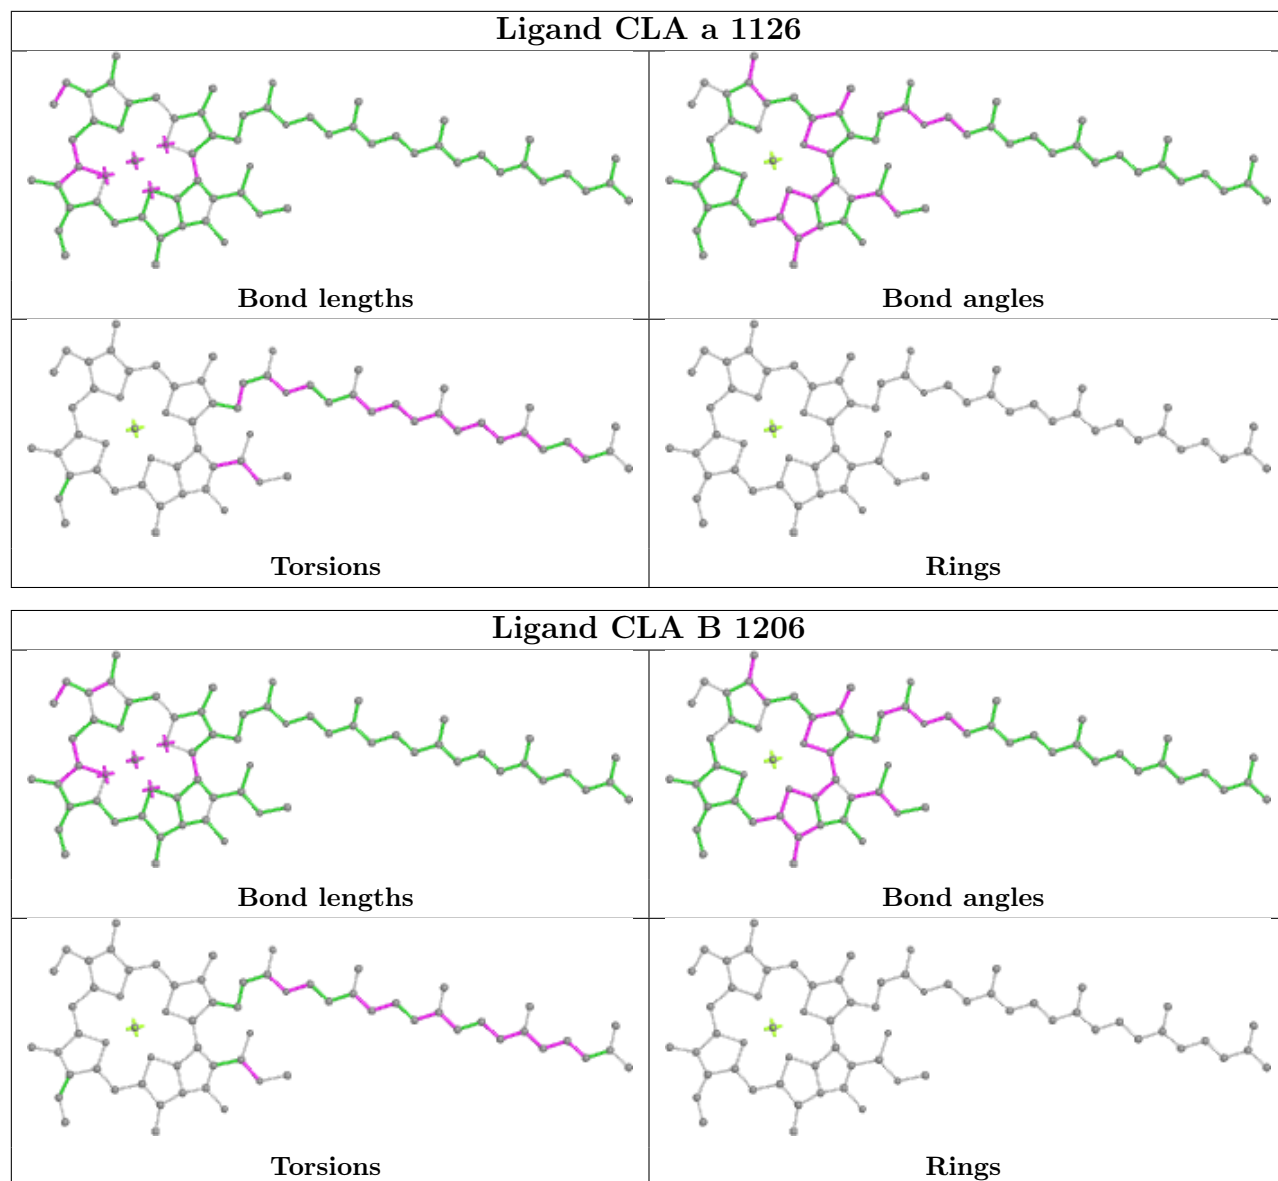 Ligand CLA a 1126
Bond lengths
Bond angles
Torsions
Rings
Ligand CLA B 1206
Bond lengths
Bond angles
Torsions
Rings